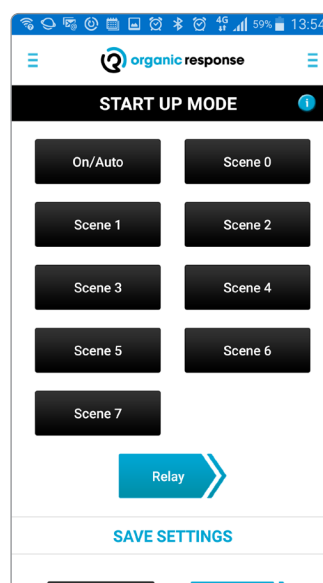 4G 59% 13:54
organic response
START UP MODE
i
On/Auto Scene 0
Scene 1 Scene 2
Scene 3 Scene 4
Scene 5 Scene 6
Scene 7
Relay
SAVE SETTINGS